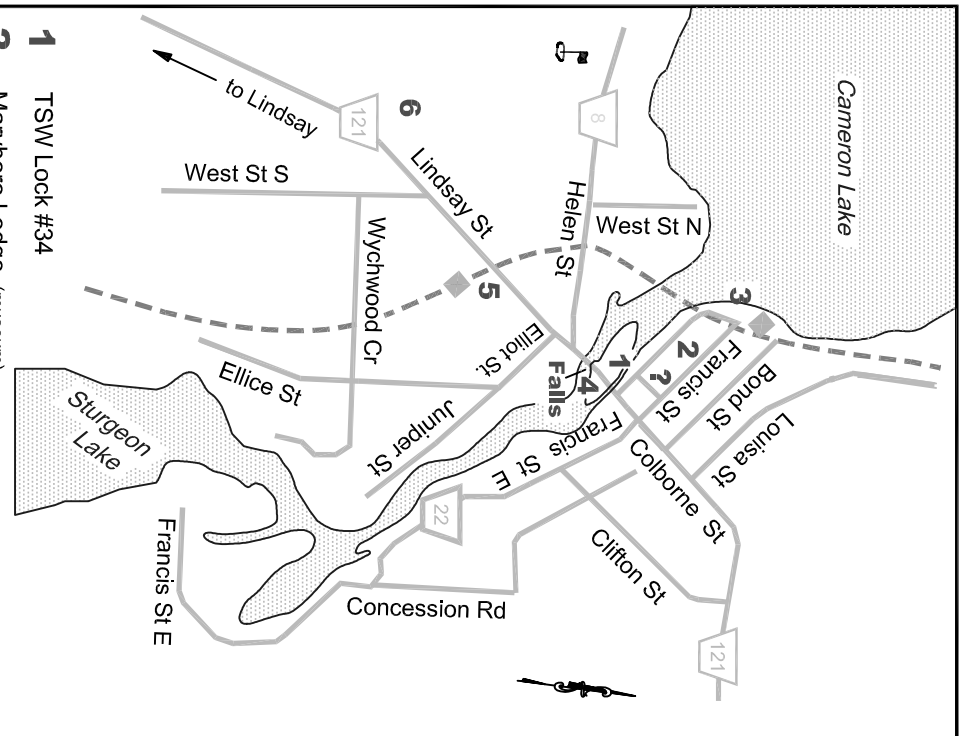 Cameron Lake
8
Helen St
West St N
to Lindsay
121
6
Lindsay St
West St S
Wychwood Cr
5
3
2
?
1
4
Falls
Francis St
Bond St
Louisa St
Elliot St.
Ellice St
Juniper St
Francis St E
Colborne St
22
Clifton St
Sturgeon
Lake
Francis St E
Concession Rd
121
1 TSW Lock #34